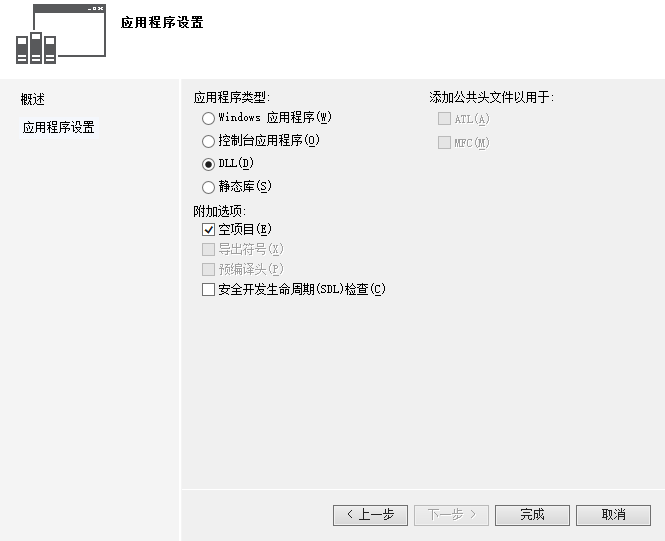 应用程序设置
概述
应用程序设置
应用程序类型:
Windows 应用程序(W)
控制台应用程序(O)
DLL(D)
静态库(S)
附加选项:
空项目(E)
导出符号(X)
预编译头(P)
安全开发生命周期(SDL)检查(C)
添加公共头文件以用于:
ATL(A)
MFC(M)
< 上一步
下一步 >
完成
取消